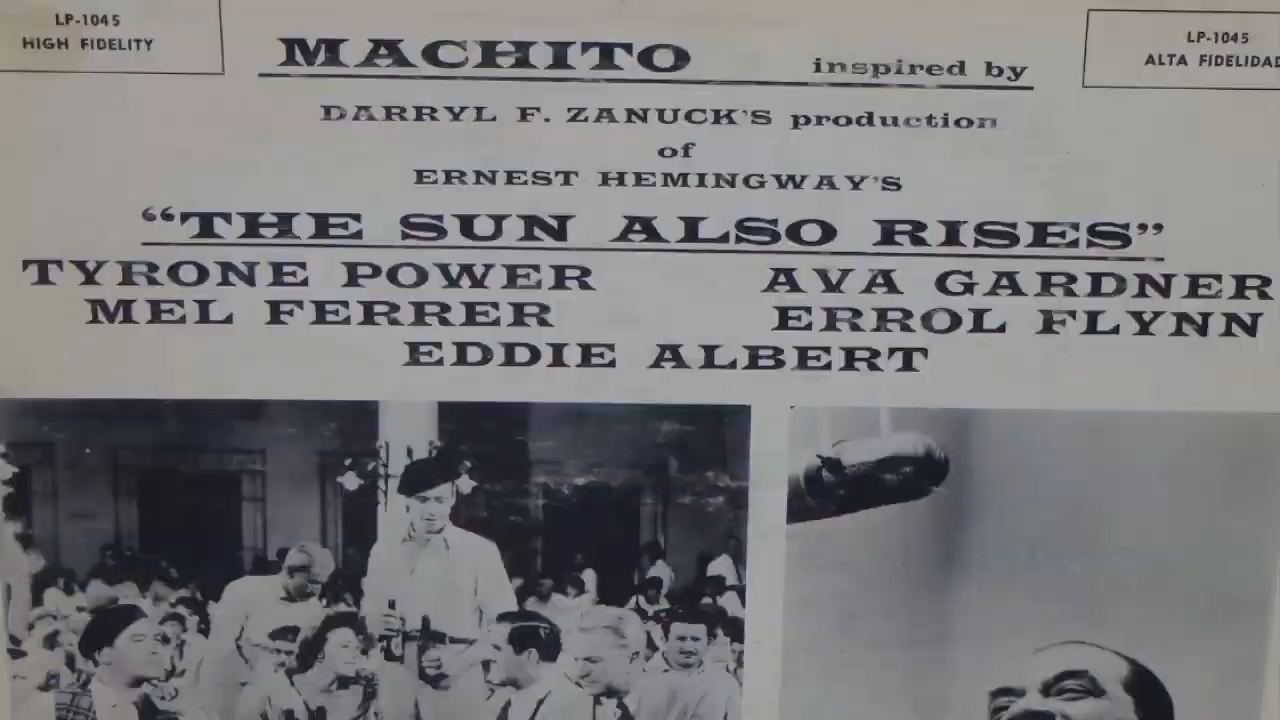 LP-1045
HIGH FIDELITY
LP-1045
ALTA FIDELIDAD
MACHITO inspired by
DARRYL F. ZANUCK'S production
of
ERNEST HEMINGWAY'S
“THE SUN ALSO RISES”
TYRONE POWER AVA GARDNER
MEL FERRER ERROL FLYNN
EDDIE ALBERT